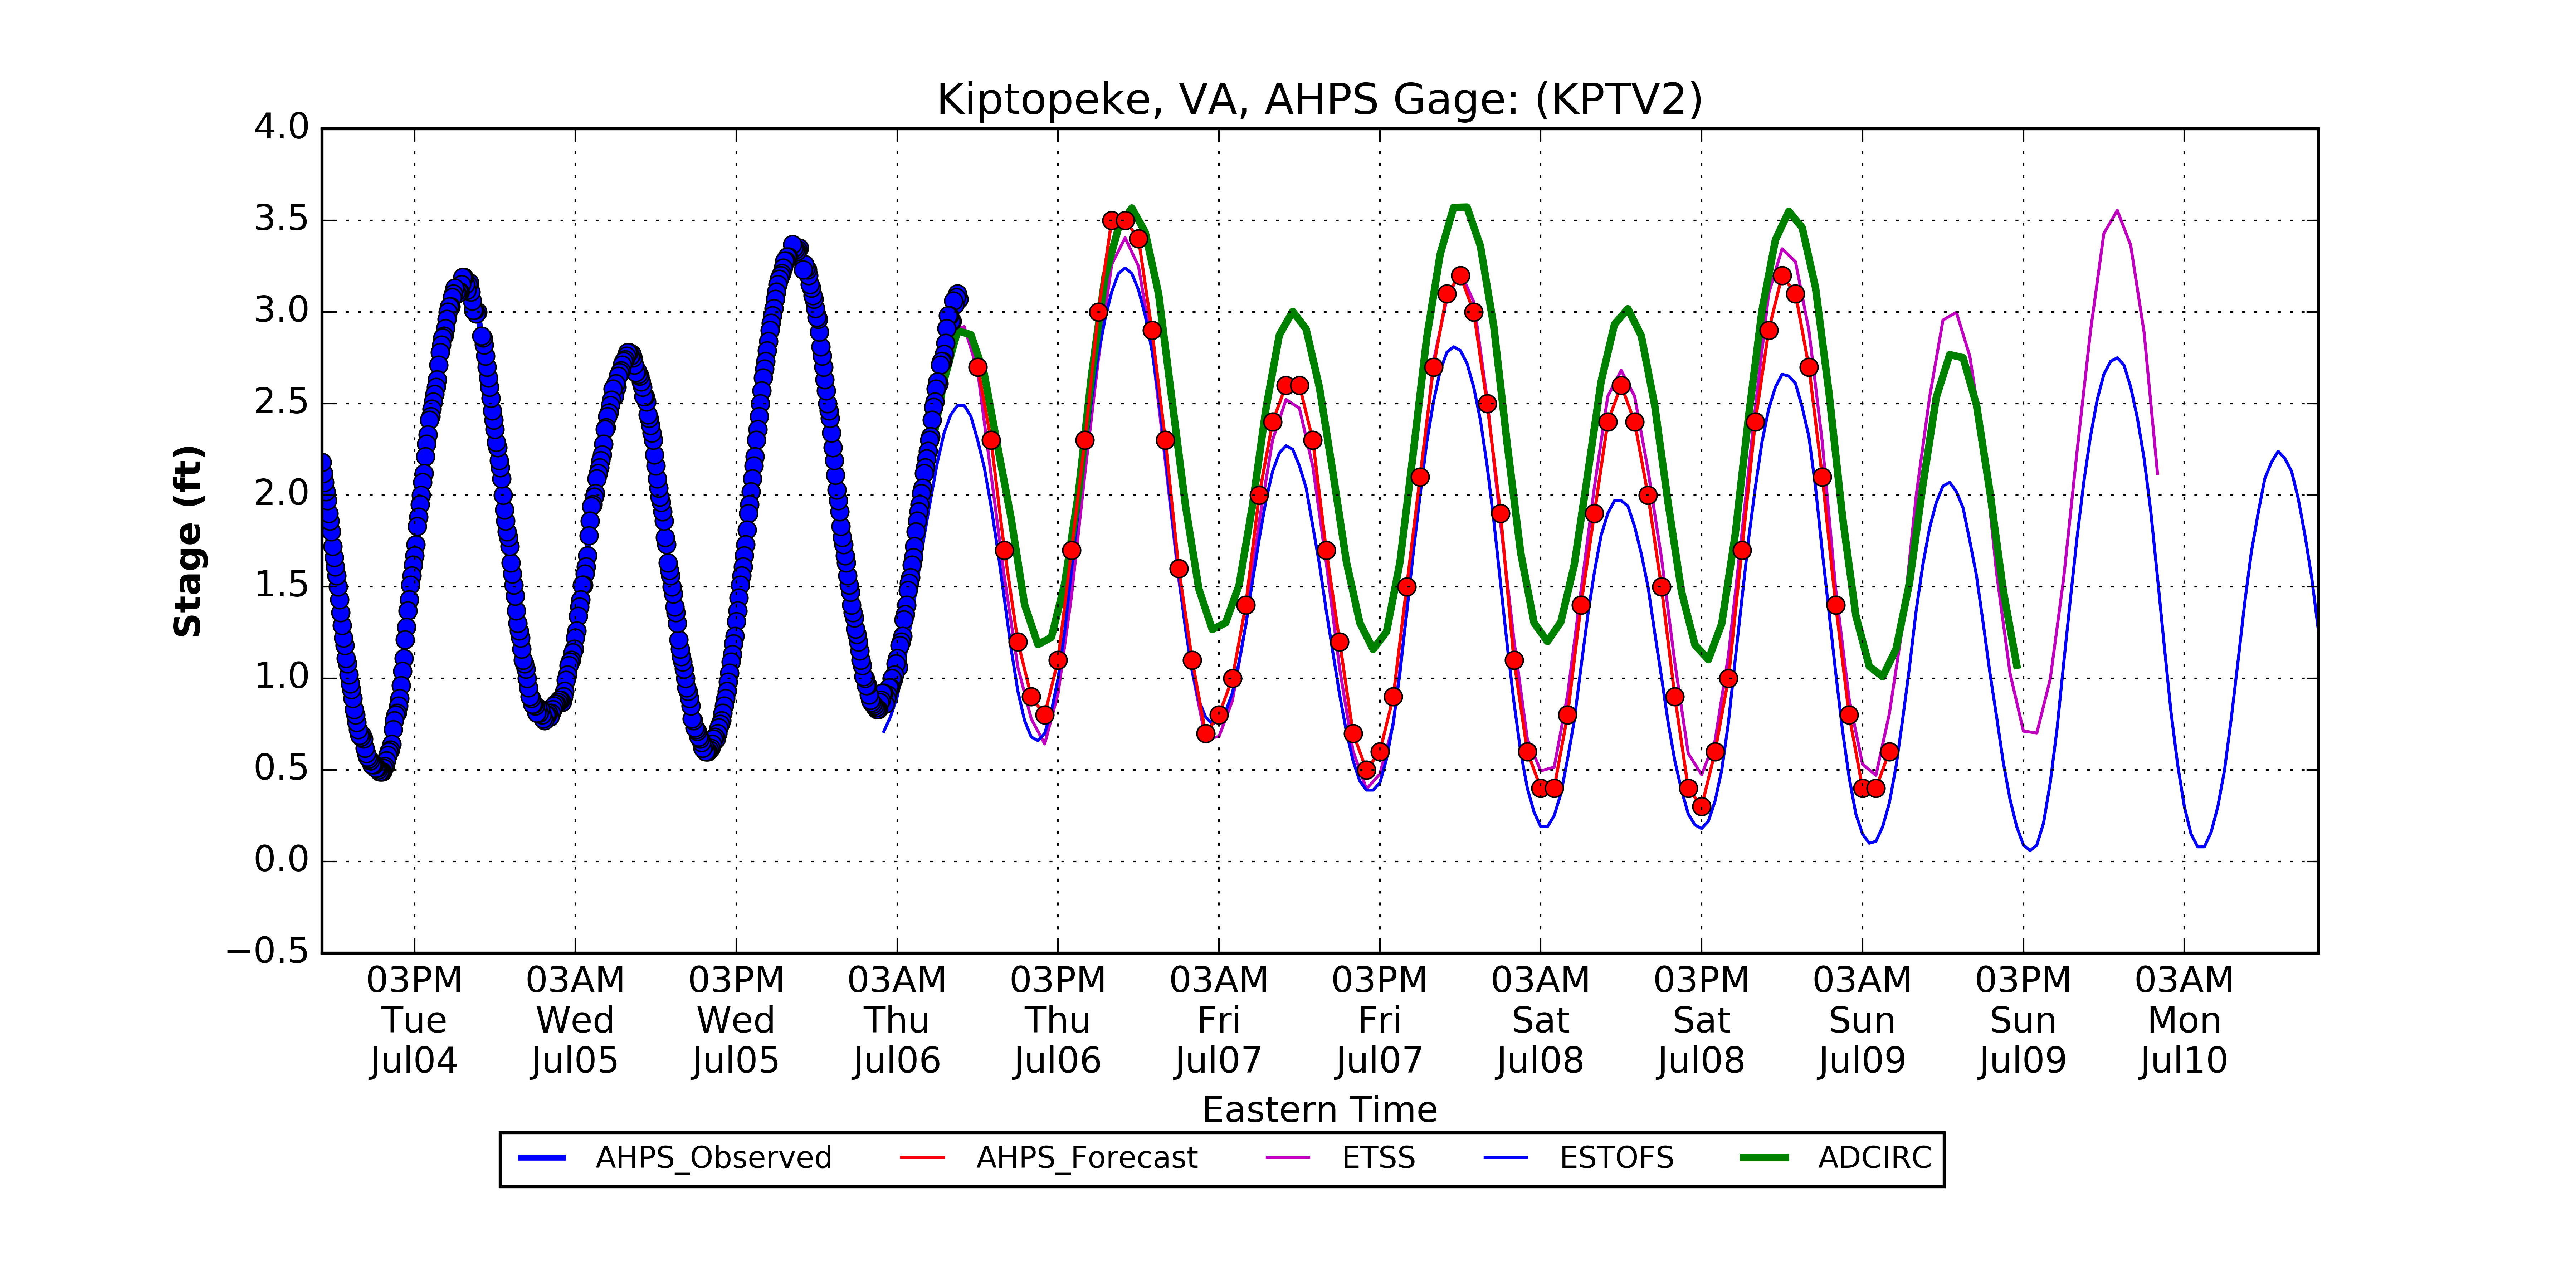 Kiptopeke, VA, AHPS Gage: (KPTV2)
4.0
3.5
3.0
2.5
2.0
1.5
1.0
0.5
0.0
−0.5
Stage (ft)
03PM 03AM 03PM 03AM 03PM 03AM 03PM 03AM 03PM 03AM 03PM 03AM
Tue Wed Wed Thu Thu Fri Fri Sat Sat Sun Sun Mon
Jul04 Jul05 Jul05 Jul06 Jul06 Jul07 Jul07 Jul08 Jul08 Jul09 Jul09 Jul10
Eastern Time
AHPS_Observed AHPS_Forecast ETSS ESTOFS ADCIRC